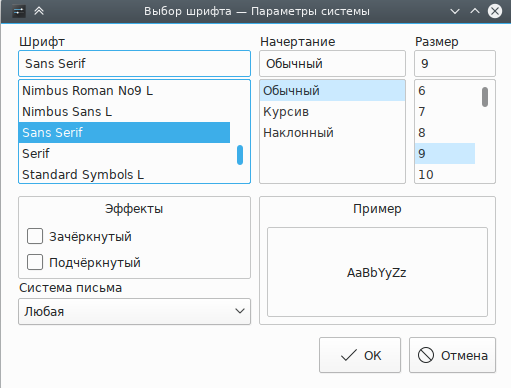 Выбор шрифта — Параметры системы
Шрифт
Начертание
Размер
Sans Serif
Обычный
9
Nimbus Roman No9 L
Nimbus Sans L
Sans Serif
Serif
Standard Symbols L
Обычный
Курсив
Наклонный
6
7
8
9
10
Эффекты
Зачёркнутый
Подчёркнутый
Система письма
Любая
Пример
AaBbYyZz
ОК
Отмена